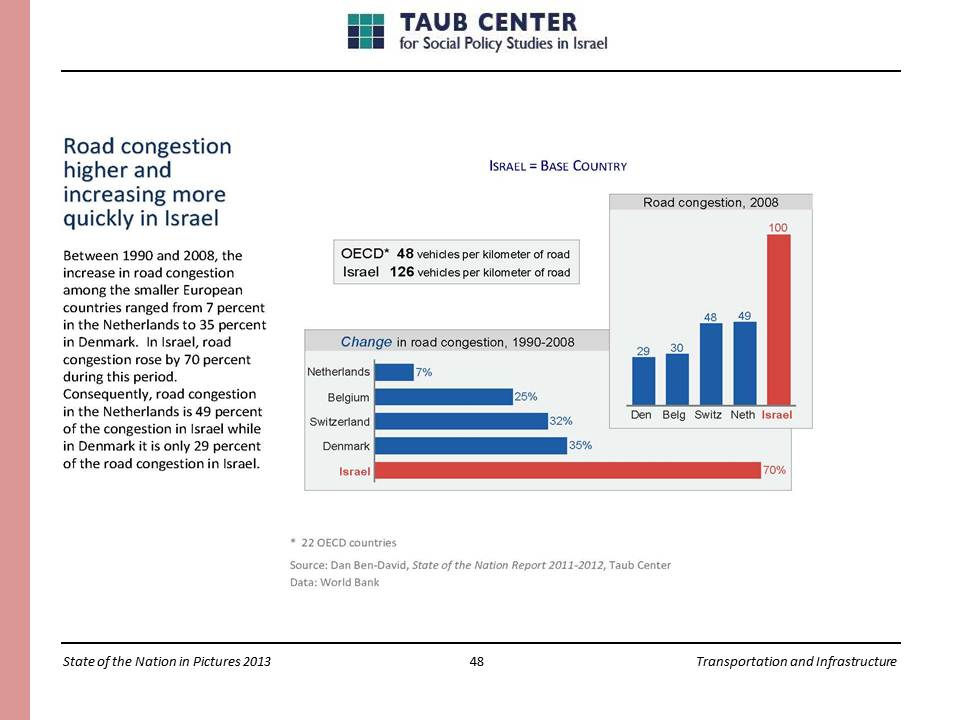 TAUB CENTER
for Social Policy Studies in Israel
Road congestion
higher and
increasing more
quickly in Israel
Between 1990 and 2008, the
increase in road congestion
among the smaller European
countries ranged from 7 percent
in the Netherlands to 35 percent
in Denmark.  In Israel, road
congestion rose by 70 percent
during this period.
Consequently, road congestion
in the Netherlands is 49 percent
of the congestion in Israel while
in Denmark it is only 29 percent
of the road congestion in Israel.
ISRAEL = BASE COUNTRY
OECD* 48 vehicles per kilometer of road
Israel 126 vehicles per kilometer of road
Road congestion, 2008
100
48 49
29 30
Den Belg Switz Neth Israel
Change in road congestion, 1990-2008
Netherlands 7%
Belgium 25%
Switzerland 32%
Denmark 35%
Israel 70%
* 22 OECD countries
Source: Dan Ben-David, State of the Nation Report 2011-2012, Taub Center
Data: World Bank
State of the Nation in Pictures 2013 48 Transportation and Infrastructure